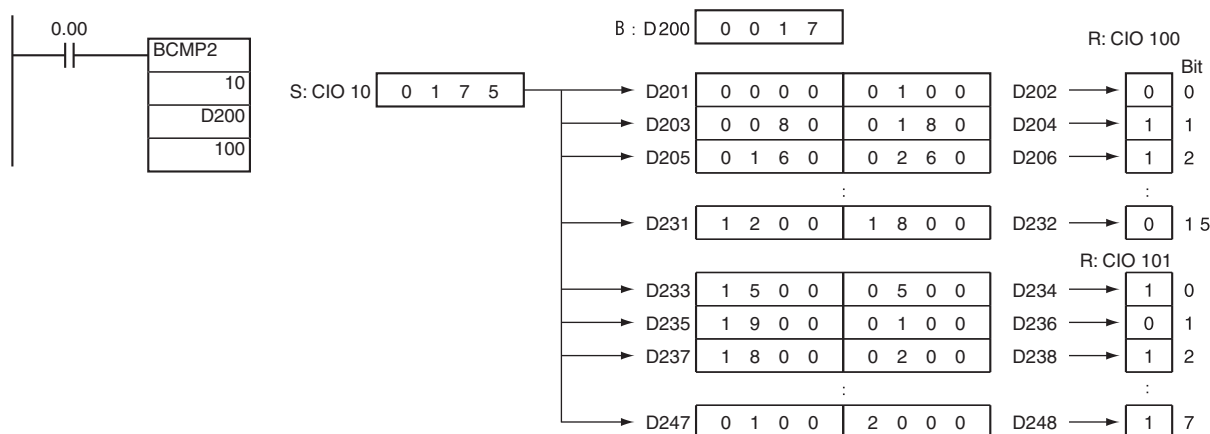 0.00
BCMP2
10
D200
100
B : D200 0 0 1 7
R: CIO 100
Bit
S: CIO 10 0 1 7 5
D201 0 0 0 0 0 1 0 0 D202 0 0
D203 0 0 8 0 0 1 8 0 D204 1 1
D205 0 1 6 0 0 2 6 0 D206 1 2
: :
D231 1 2 0 0 1 8 0 0 D232 0 1 5
R: CIO 101
D233 1 5 0 0 0 5 0 0 D234 1 0
D235 1 9 0 0 0 1 0 0 D236 0 1
D237 1 8 0 0 0 2 0 0 D238 1 2
: :
D247 0 1 0 0 2 0 0 0 D248 1 7